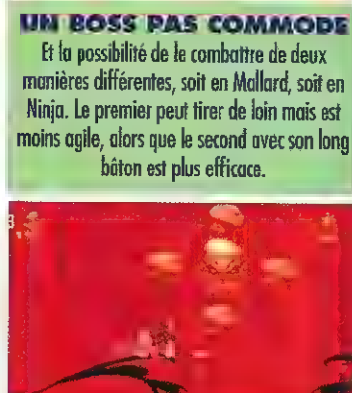 UN BOSS PAS COMMODE
Et la possibilité de le combattre de deux
manières différentes, soit en Mallard, soit en
Ninja. Le premier peut tirer de loin mais est
moins agile, alors que le second avec son long
bâton est plus efficace.